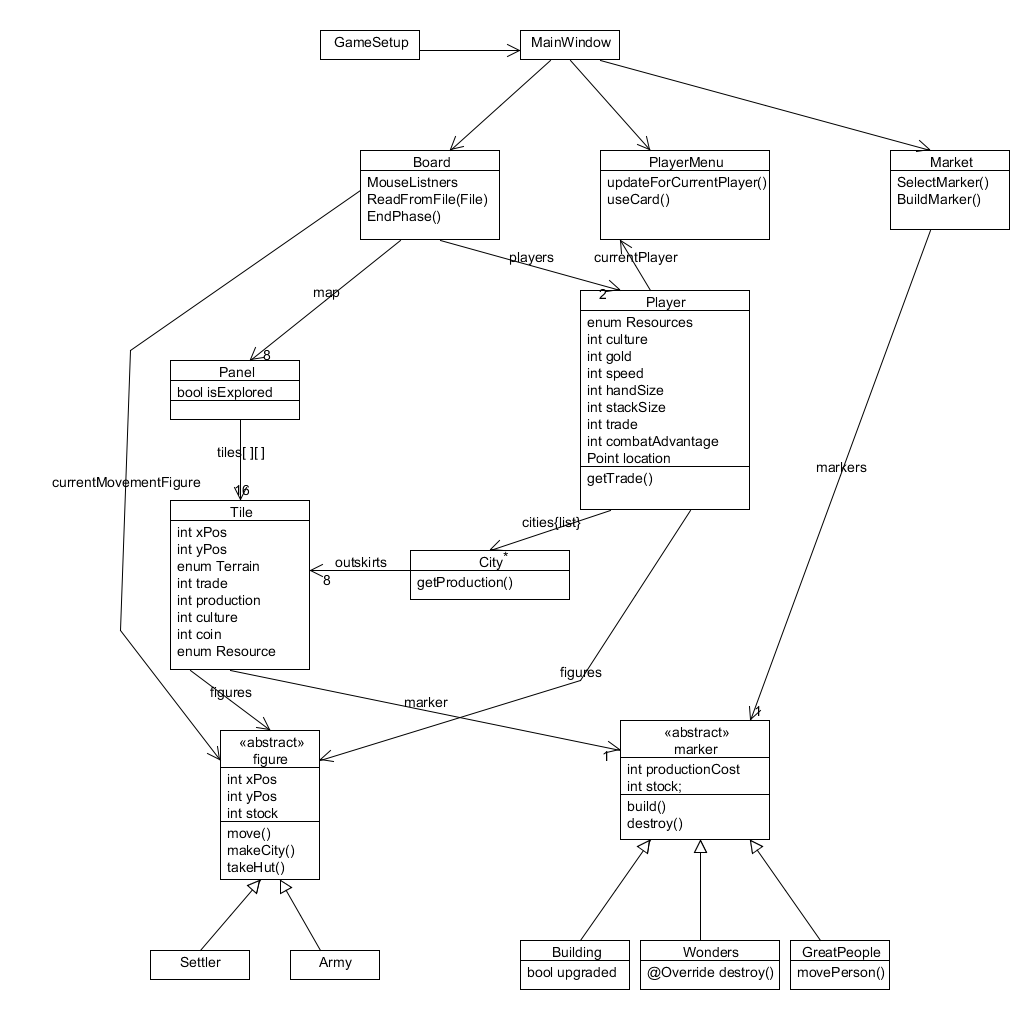 GameSetup
MainWindow
Board
MouseListners
ReadFromFile(File)
EndPhase()
PlayerMenu
updateForCurrentPlayer()
useCard()
Market
SelectMarker()
BuildMarker()
players
currentPlayer
map
2
8
Player
enum Resources
int culture
int gold
int speed
int handSize
int stackSize
int trade
int combatAdvantage
Point location
getTrade()
Panel
bool isExplored
tiles[ ][ ]
16
currentMovementFigure
markers
Tile
int xPos
int yPos
enum Terrain
int trade
int production
int culture
int coin
enum Resource
cities{list}
*
City
getProduction()
outskirts
8
figures
figures
marker
1
1
«abstract»
figure
int xPos
int yPos
int stock
move()
makeCity()
takeHut()
«abstract»
marker
int productionCost
int stock;
build()
destroy()
Settler
Army
Building
bool upgraded
Wonders
@Override destroy()
GreatPeople
movePerson()